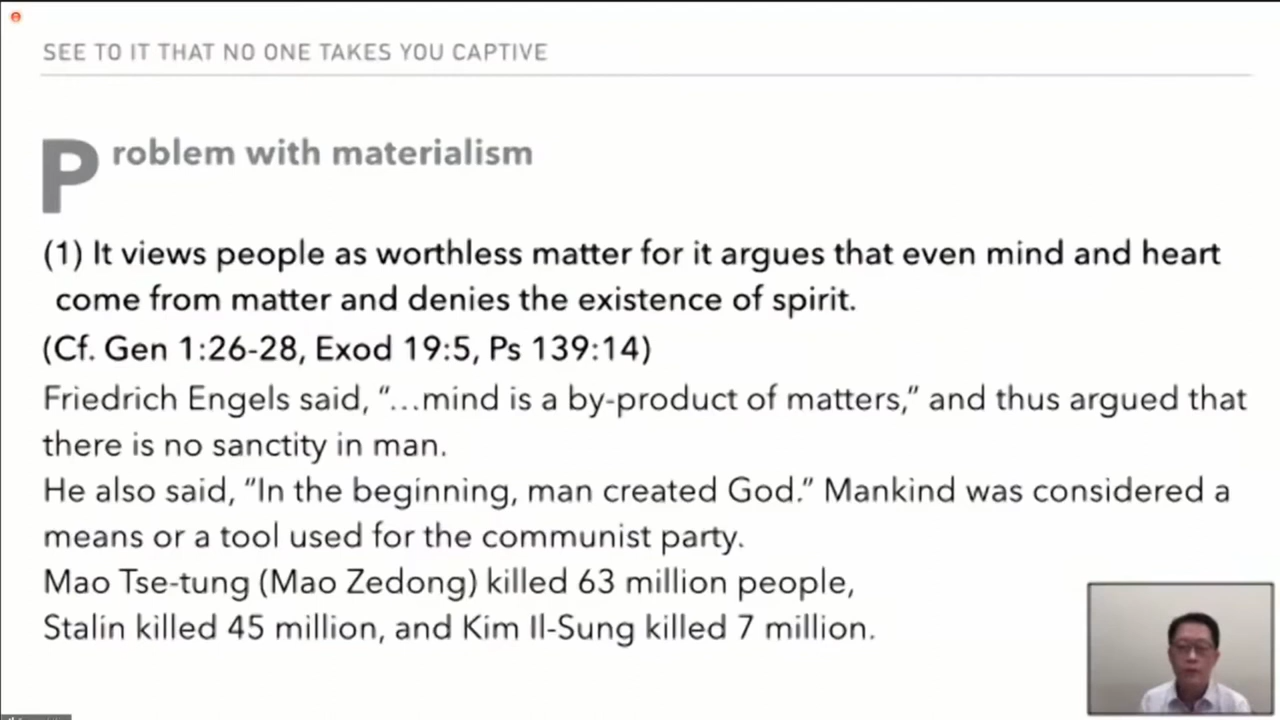 SEE TO IT THAT NO ONE TAKES YOU CAPTIVE
Problem with materialism
(1) It views people as worthless matter for it argues that even mind and heart
come from matter and denies the existence of spirit.
(Cf. Gen 1:26-28, Exod 19:5, Ps 139:14)
Friedrich Engels said, “…mind is a by-product of matters,” and thus argued that
there is no sanctity in man.
He also said, “In the beginning, man created God.” Mankind was considered a
means or a tool used for the communist party.
Mao Tse-tung (Mao Zedong) killed 63 million people,
Stalin killed 45 million, and Kim Il-Sung killed 7 million.